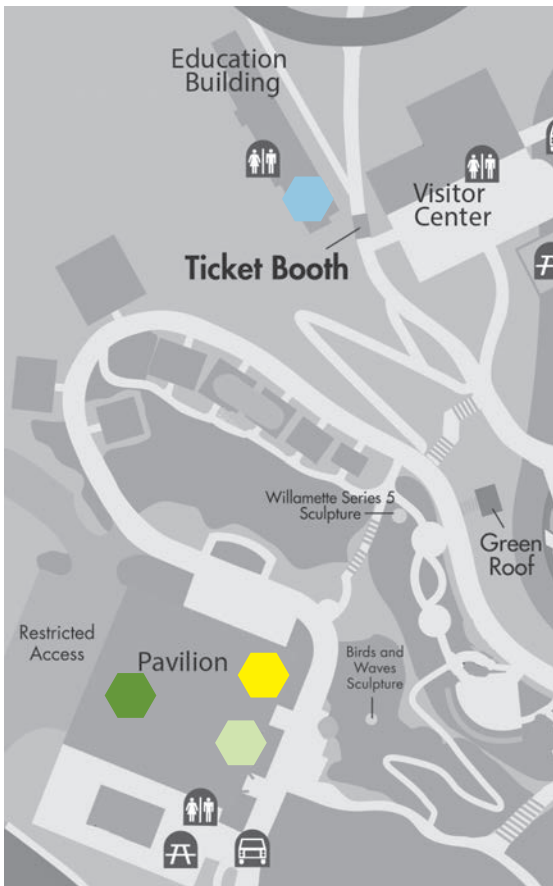 Education
Building
Visitor
Center
Ticket Booth
Willamette Series 5
Sculpture
Green
Roof
Restricted
Access
Pavilion
Birds and
Waves
Sculpture